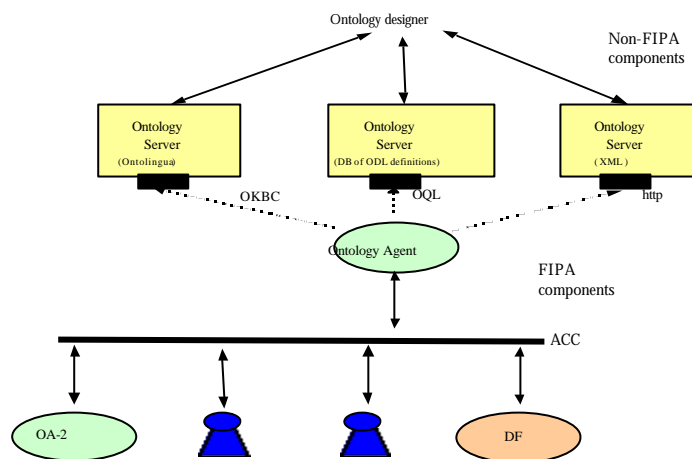 Ontology designer
Non-FIPA
components
Ontology
Server
(Ontolingua)
Ontology
Server
(DB of ODL definitions)
Ontology
Server
(XML)
OKBC
OQL
http
Ontology Agent
FIPA
components
ACC
OA-2
DF